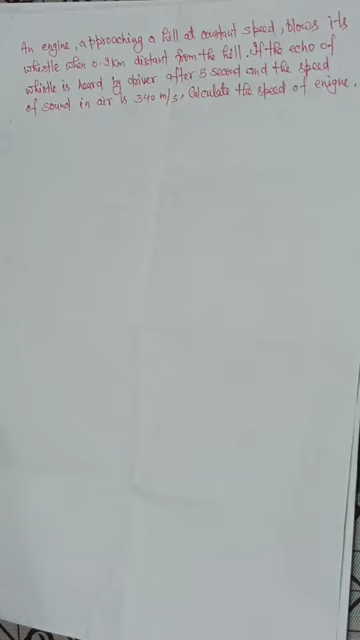 An engine, approaching a hill at constant speed, blows its
whistle when 0.9km distant from the hill. If the echo of
whistle is heard by driver after 5 second and the speed
of sound in air is 340 m/s, Calculate the speed of enigne.